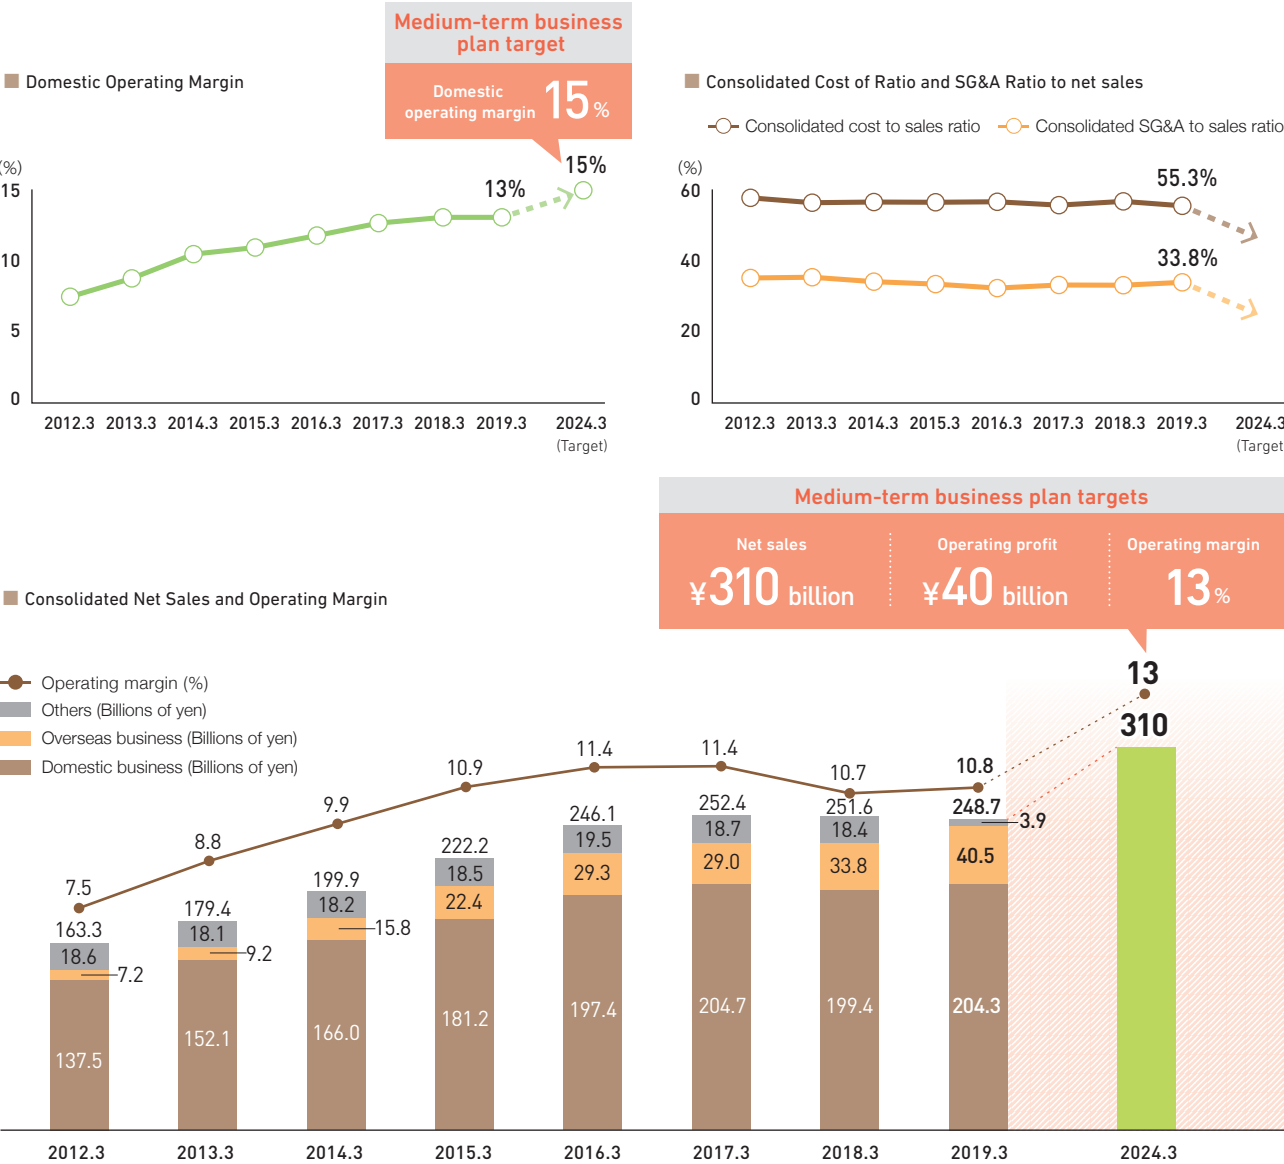 Medium-term business
plan target
Domestic Operating Margin
Domestic
operating margin 15 %
(%)
15
10
5
0
13%
15%
2012.3 2013.3 2014.3 2015.3 2016.3 2017.3 2018.3 2019.3 2024.3
(Target)
Consolidated Cost of Ratio and SG&A Ratio to net sales
Consolidated cost to sales ratio Consolidated SG&A to sales ratio
(%)
60
40
20
0
55.3%
33.8%
2012.3 2013.3 2014.3 2015.3 2016.3 2017.3 2018.3 2019.3 2024.3
(Target
Medium-term business plan targets
Net sales Operating profit Operating margin
¥310 billion ¥40 billion 13 %
Consolidated Net Sales and Operating Margin
Operating margin (%)
Others (Billions of yen)
Overseas business (Billions of yen)
Domestic business (Billions of yen)
7.5
163.3
18.6
7.2
137.5
8.8
179.4
18.1
9.2
152.1
9.9
199.9
18.2
15.8
166.0
10.9
222.2
18.5
22.4
181.2
11.4
246.1
19.5
29.3
197.4
11.4
252.4
18.7
29.0
204.7
10.7
251.6
18.4
33.8
199.4
10.8
248.7
3.9
40.5
204.3
13
310
2012.3 2013.3 2014.3 2015.3 2016.3 2017.3 2018.3 2019.3 2024.3